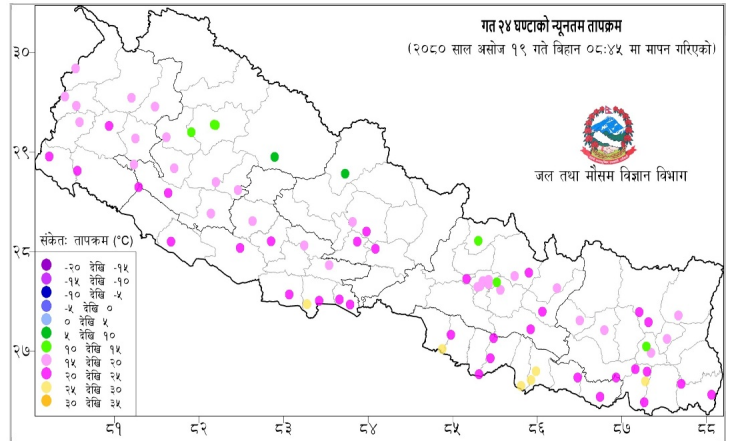 गत २४ घण्टाको न्यूनतम तापक्रम
(२०८० साल असोज १९ गते बिहान ०८:४५ मा मापन गरिएको)
जल तथा मौसम विज्ञान विभाग
३०
२९
२८
२७
संकेतः तापक्रम (°C)
-२० देखि -१५
-१५ देखि -१०
-१० देखि -५
-५ देखि ०
० देखि ५
५ देखि १०
१० देखि १५
१५ देखि २०
२० देखि २५
२५ देखि ३०
३० देखि ३५
८१ ८२ ८३ ८४ ८५ ८६ ८७ ८८